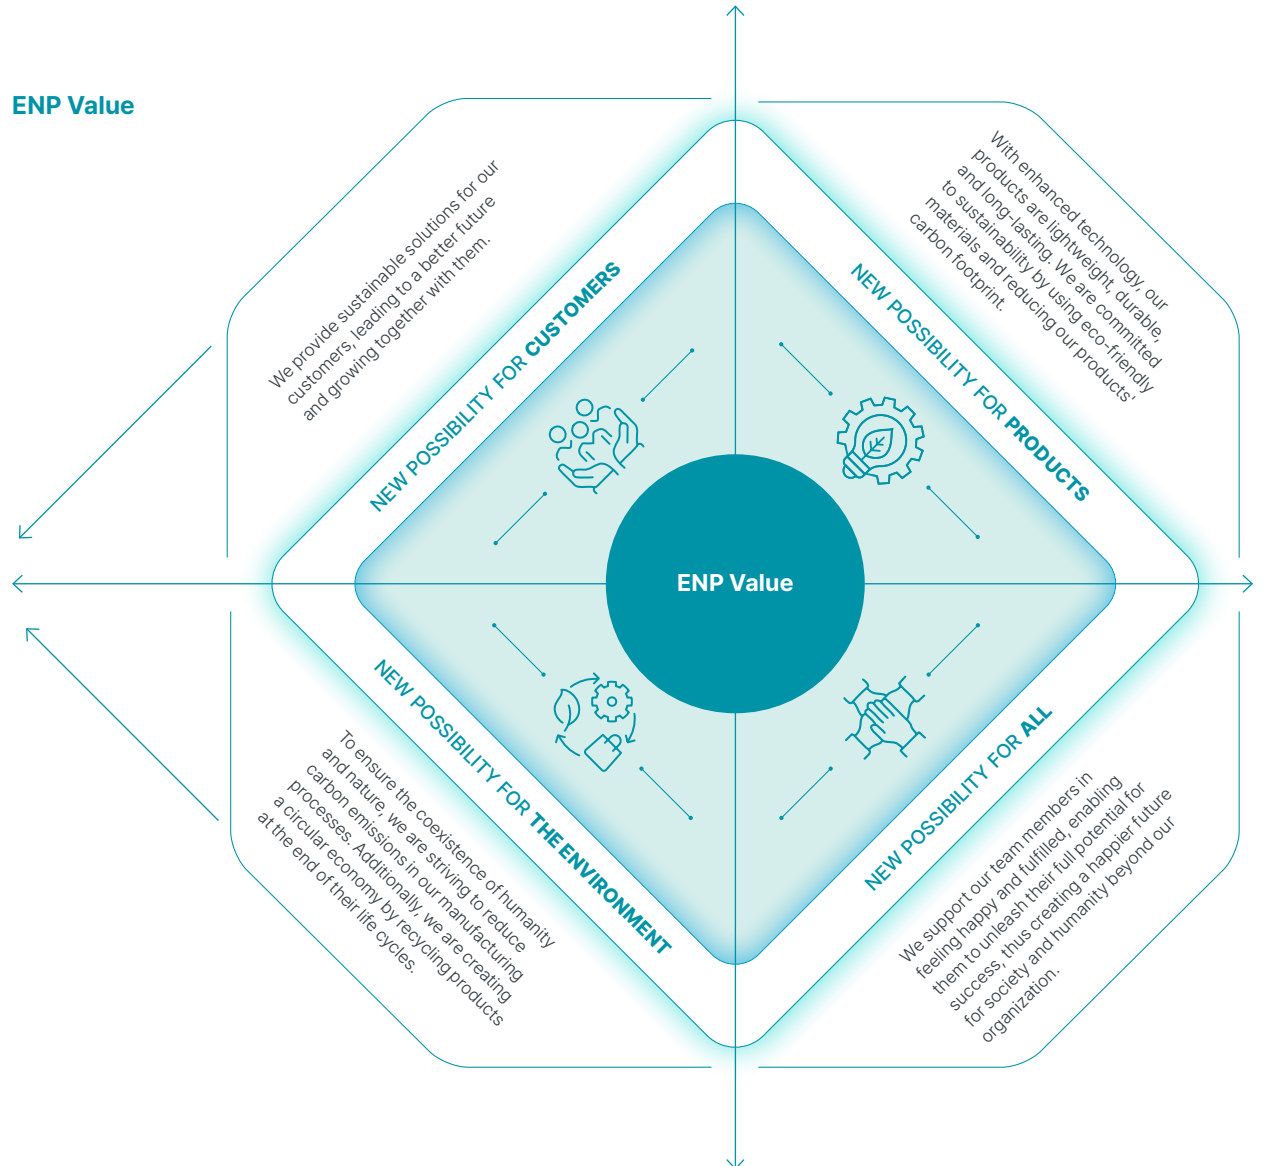 ENP Value
We provide sustainable solutions for our
customers, leading to a better future
and growing together with them.
NEW POSSIBILITY FOR CUSTOMERS
With enhanced technology, our
products are lightweight, durable,
and long-lasting. We are committed
to sustainability by using eco-friendly
materials and reducing our products’
carbon footprint.
NEW POSSIBILITY FOR PRODUCTS
ENP Value
NEW POSSIBILITY FOR THE ENVIRONMENT
To ensure the coexistence of humanity
and nature, we are striving to reduce
carbon emissions in our manufacturing
processes. Additionally, we are creating
a circular economy by recycling products
at the end of their life cycles.
NEW POSSIBILITY FOR ALL
We support our team members in
feeling happy and fulfilled, enabling
them to unleash their full potential for
success, thus creating a happier future
for society and humanity beyond our
organization.